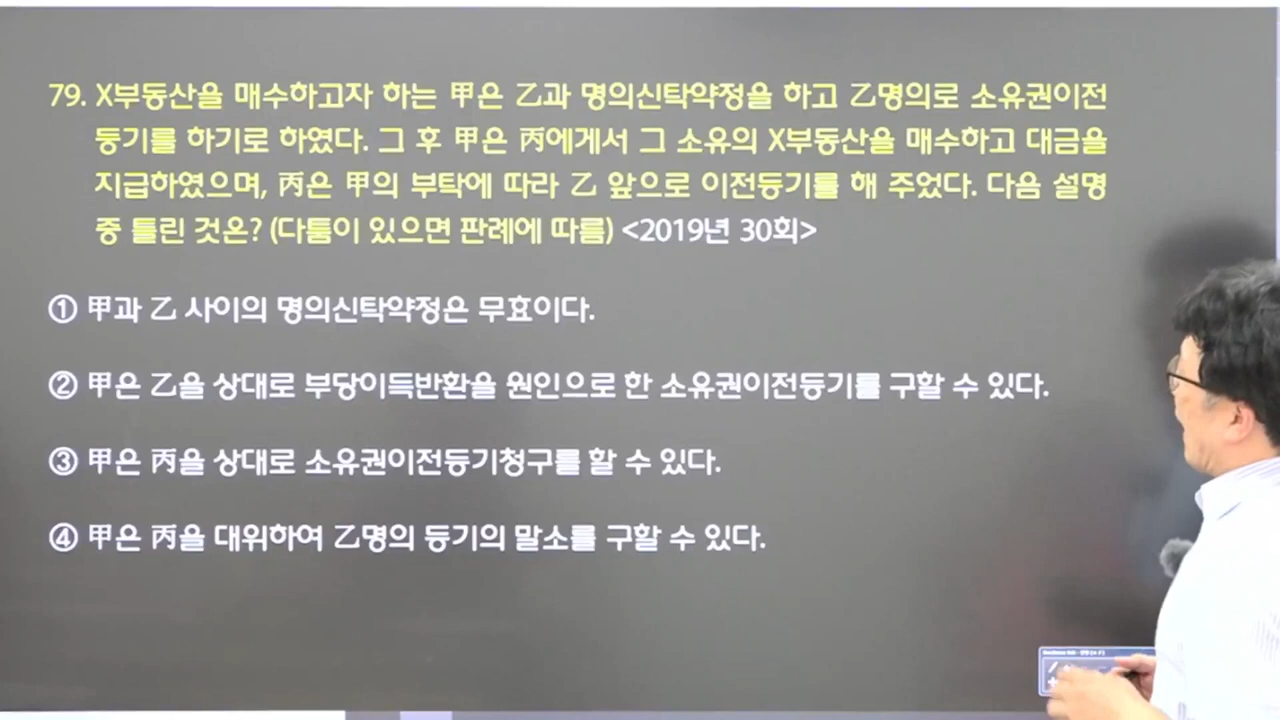 79. X부동산을 매수하고자 하는 甲은 乙과 명의신탁약정을 하고 乙명의로 소유권이전
등기를 하기로 하였다. 그 후 甲은 丙에게서 그 소유의 X부동산을 매수하고 대금을
지급하였으며, 丙은 甲의 부탁에 따라 乙 앞으로 이전등기를 해 주었다. 다음 설명
중 틀린 것은? (다툼이 있으면 판례에 따름) <2019년 30회>
① 甲과 乙 사이의 명의신탁약정은 무효이다.
② 甲은 乙을 상대로 부당이득반환을 원인으로 한 소유권이전등기를 구할 수 있다.
③ 甲은 丙을 상대로 소유권이전등기청구를 할 수 있다.
④ 甲은 丙을 대위하여 乙명의 등기의 말소를 구할 수 있다.